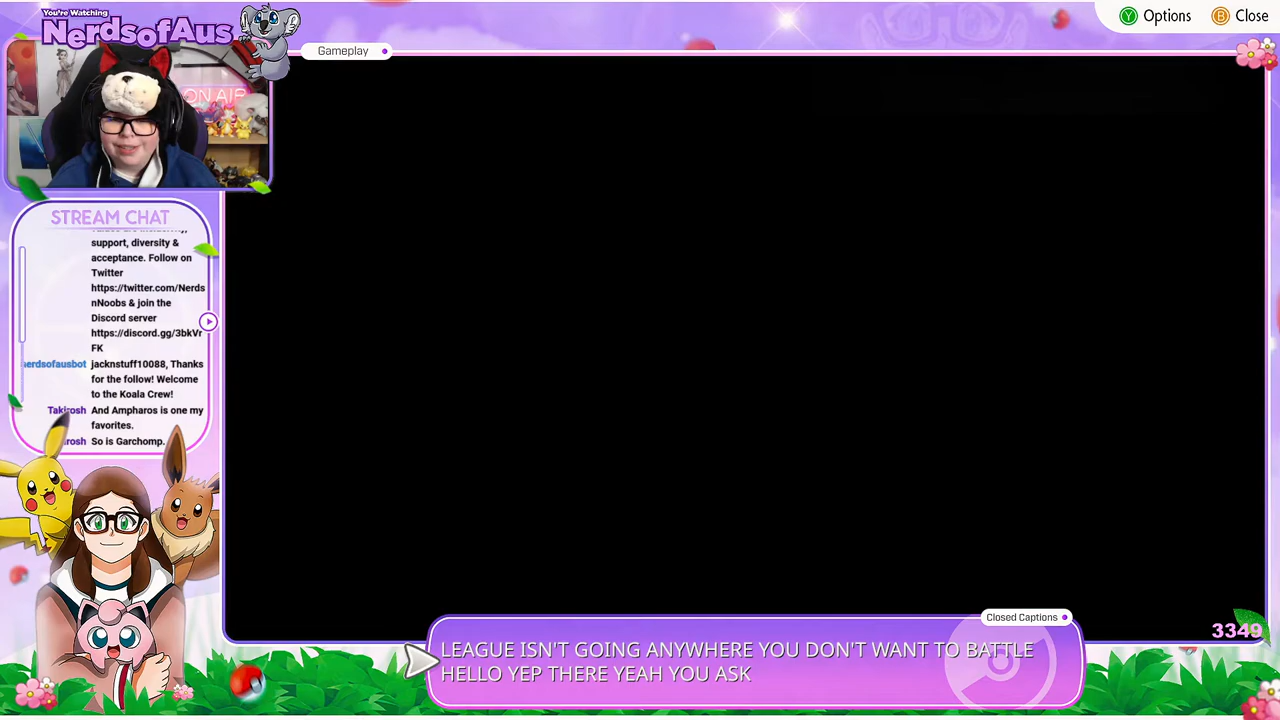 You're Watching
NerdsofAus
Options
Close
Gameplay
ON AIR
STREAM CHAT
support, diversity &
acceptance. Follow on
Twitter
https://twitter.com/Nerds
nNoobs & join the
Discord server
https://discord.gg/3bkVr
FK
nerdsofausbot jacknstuff10088, Thanks
for the follow! Welcome
to the Koala Crew!
Takirosh And Ampharos is one my
favorites.
rosh So is Garchomp.
Closed Captions
3349
LEAGUE ISN'T GOING ANYWHERE YOU DON'T WANT TO BATTLE
HELLO YEP THERE YEAH YOU ASK